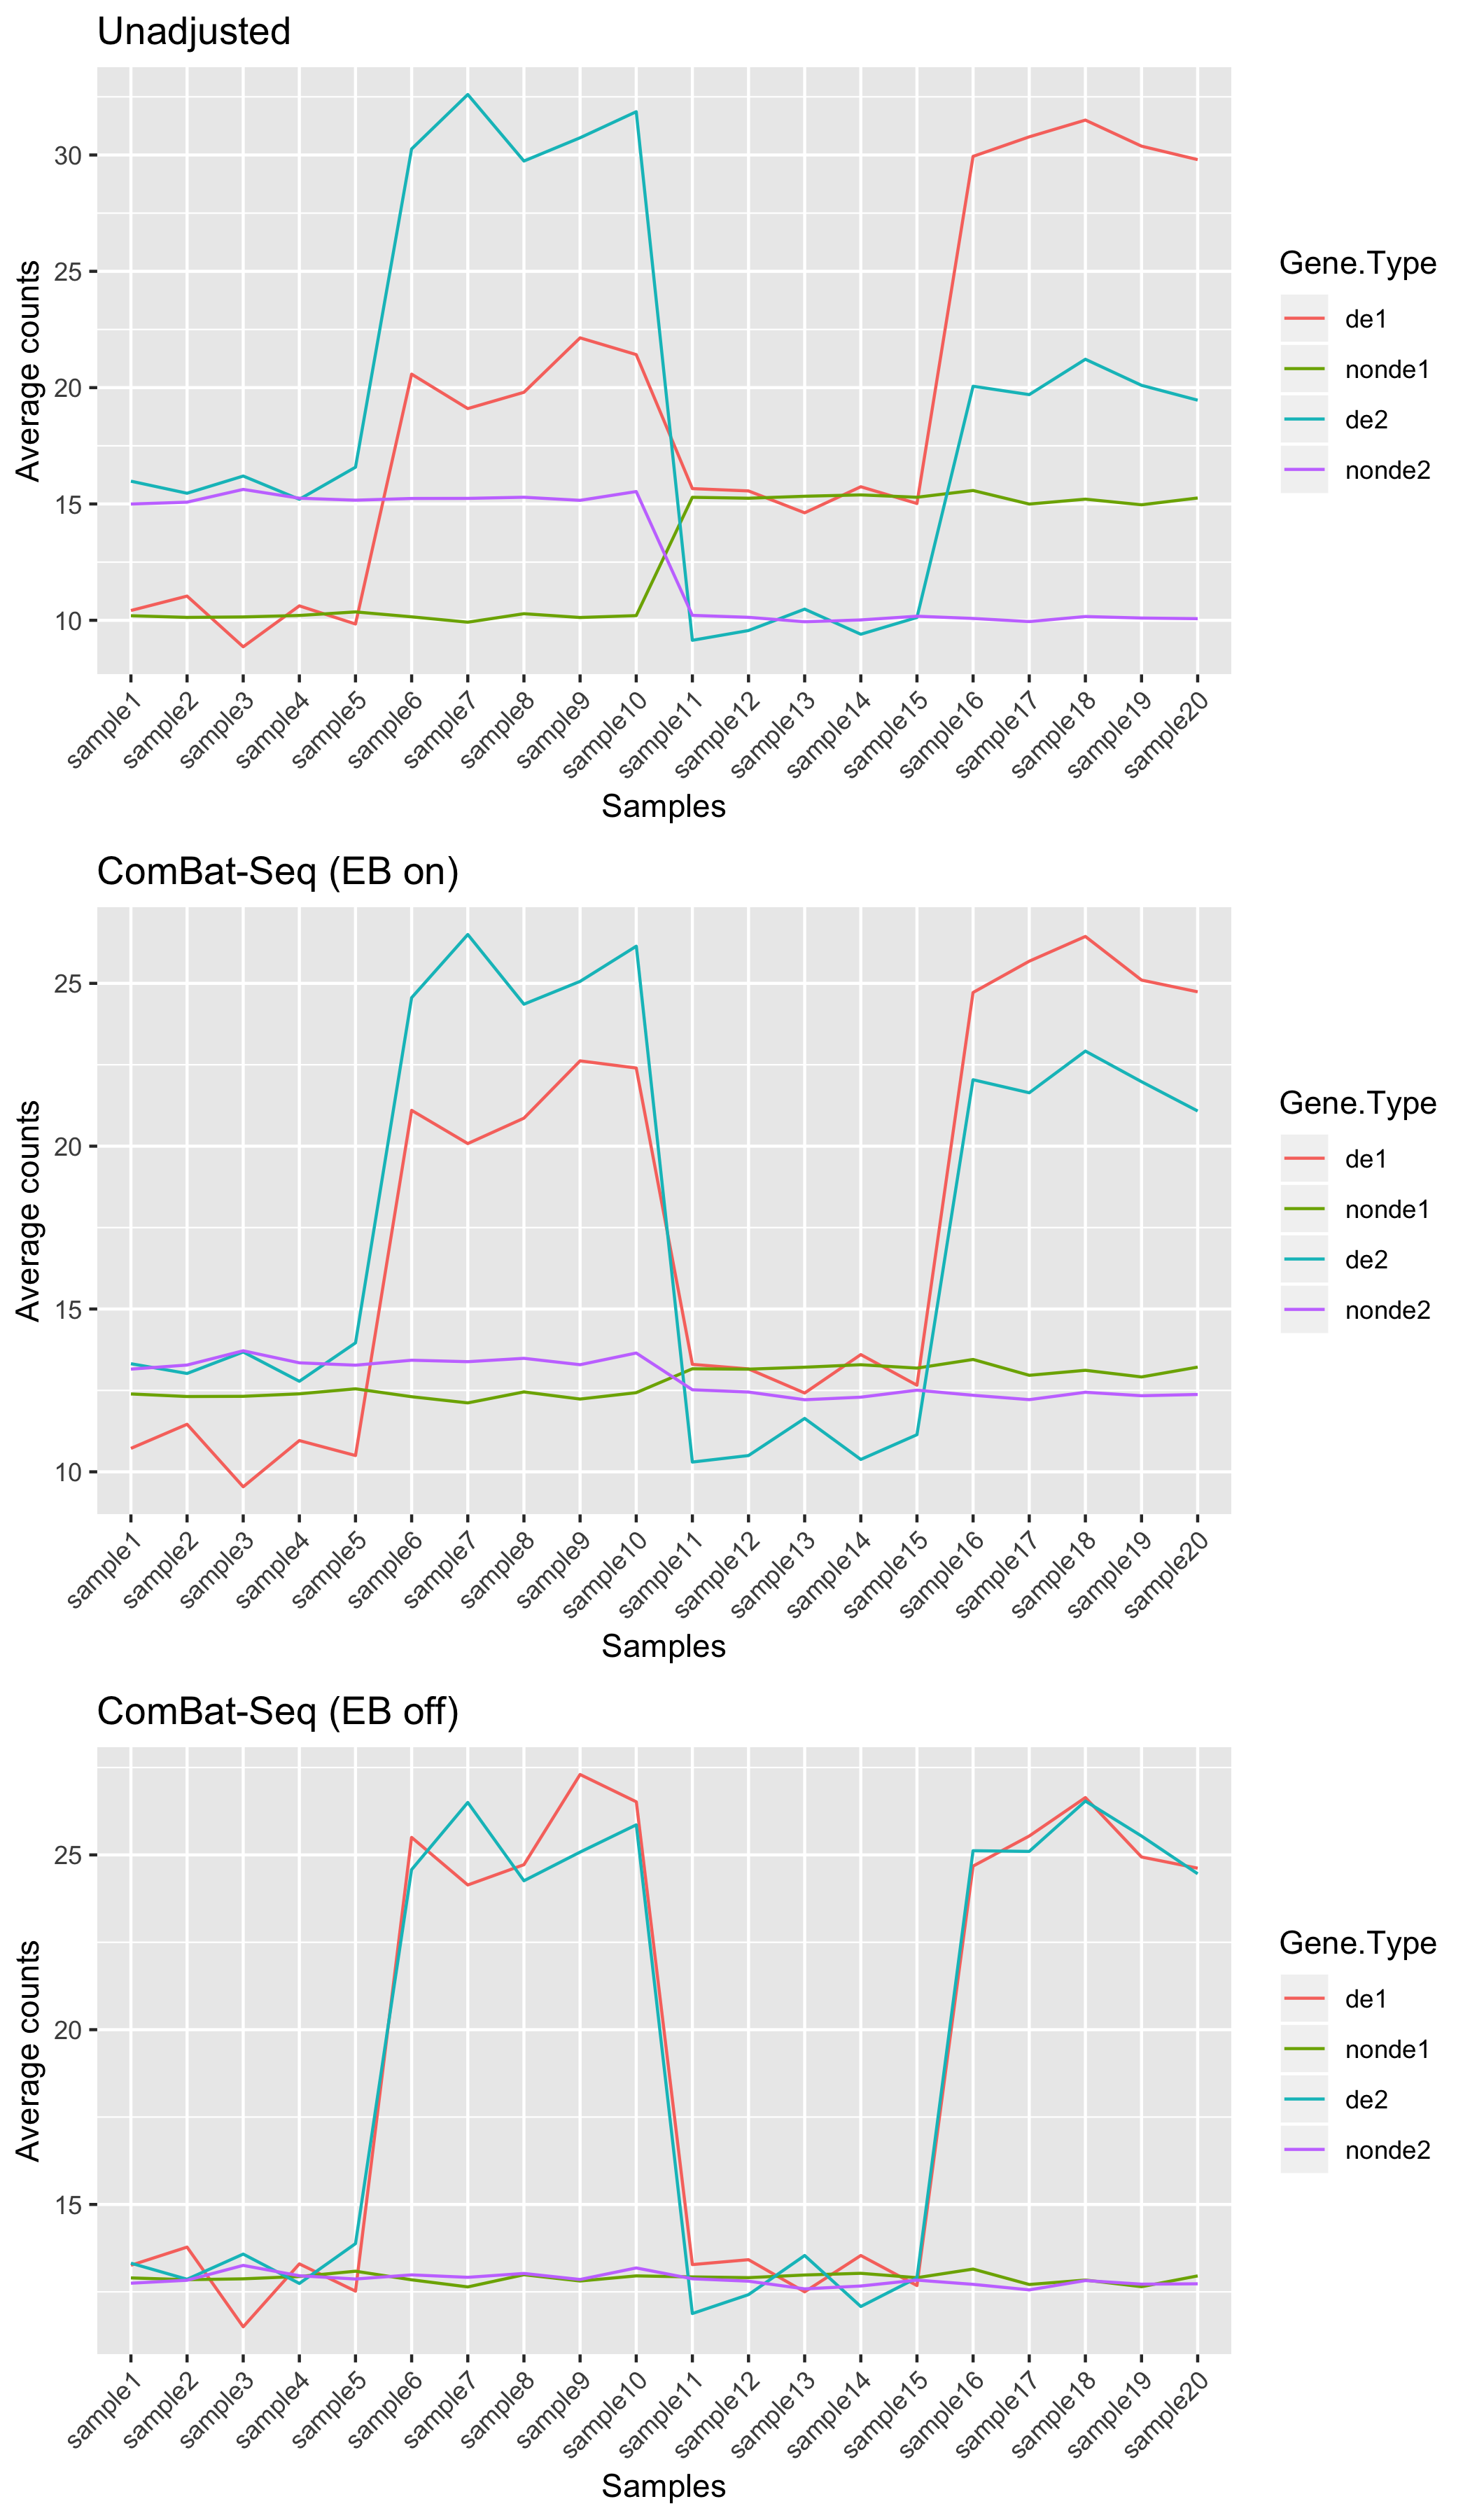 Unadjusted
Average counts
30
25
20
15
10
sample1
sample2
sample3
sample4
sample5
sample6
sample7
sample8
sample9
sample10
sample11
sample12
sample13
sample14
sample15
sample16
sample17
sample18
sample19
sample20
Samples
Gene.Type
de1
nonde1
de2
nonde2
ComBat-Seq (EB on)
Average counts
25
20
15
10
sample1
sample2
sample3
sample4
sample5
sample6
sample7
sample8
sample9
sample10
sample11
sample12
sample13
sample14
sample15
sample16
sample17
sample18
sample19
sample20
Samples
Gene.Type
de1
nonde1
de2
nonde2
ComBat-Seq (EB off)
Average counts
25
20
15
sample1
sample2
sample3
sample4
sample5
sample6
sample7
sample8
sample9
sample10
sample11
sample12
sample13
sample14
sample15
sample16
sample17
sample18
sample19
sample20
Samples
Gene.Type
de1
nonde1
de2
nonde2